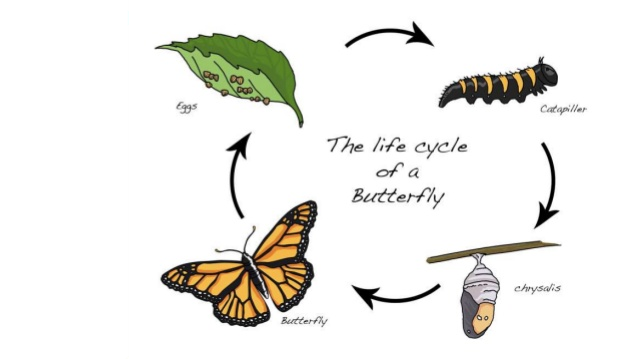 Eggs
Catapiller
The life cycle
of a
Butterfly
chrysalis
Butterfly